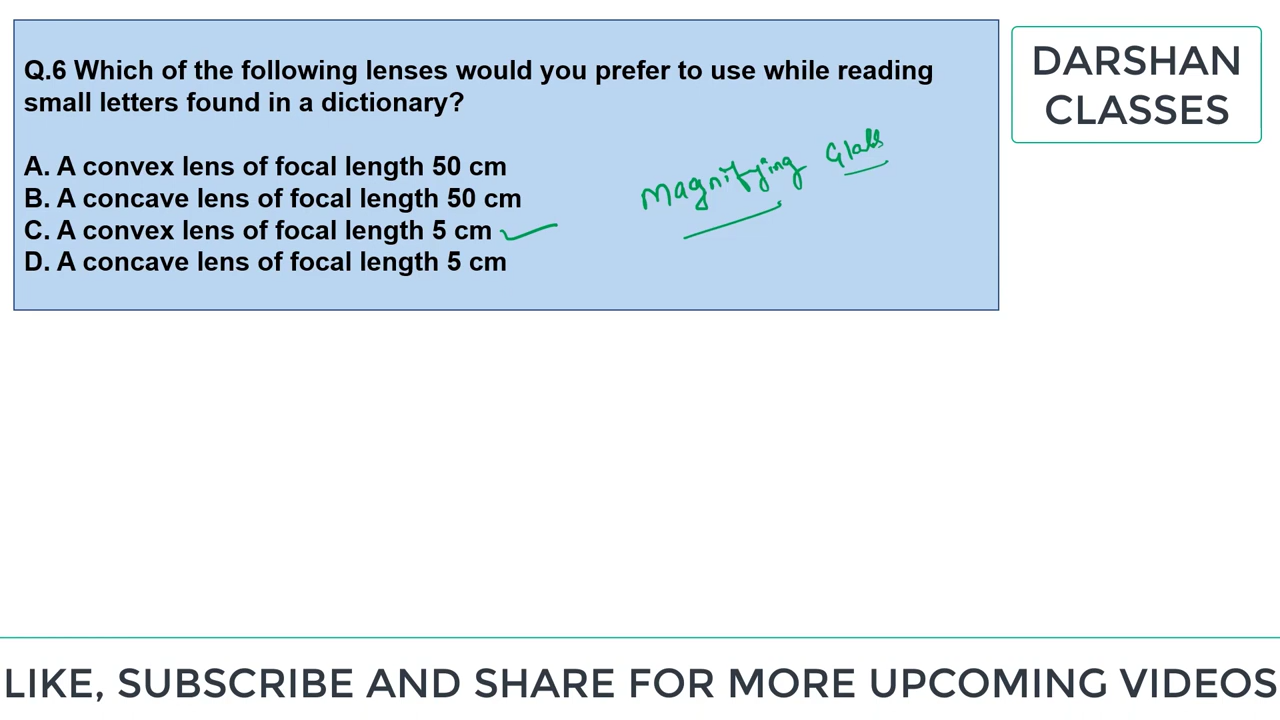 Q.6 Which of the following lenses would you prefer to use while reading
small letters found in a dictionary?
A. A convex lens of focal length 50 cm
B. A concave lens of focal length 50 cm
C. A convex lens of focal length 5 cm
D. A concave lens of focal length 5 cm
Magnifying Glass
DARSHAN
CLASSES
LIKE, SUBSCRIBE AND SHARE FOR MORE UPCOMING VIDEOS